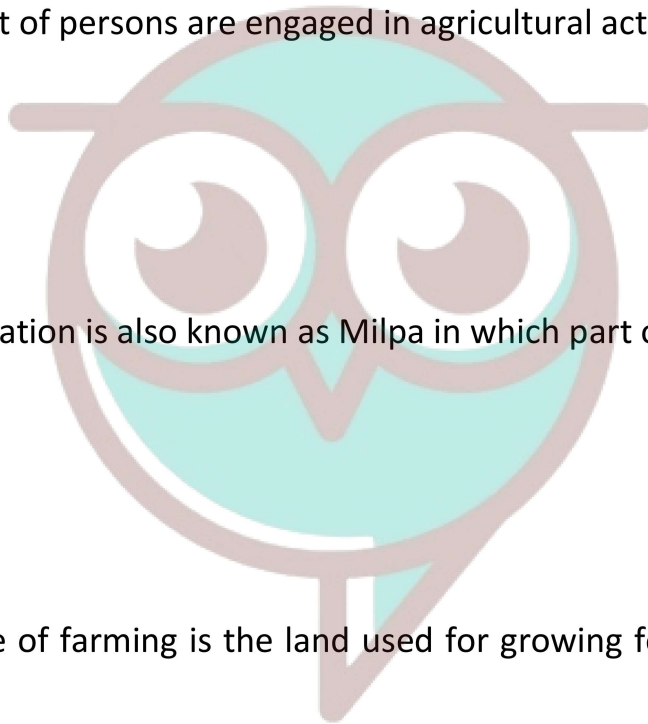 t of persons are engaged in agricultural act
ation is also known as Milpa in which part
e of farming is the land used for growing f